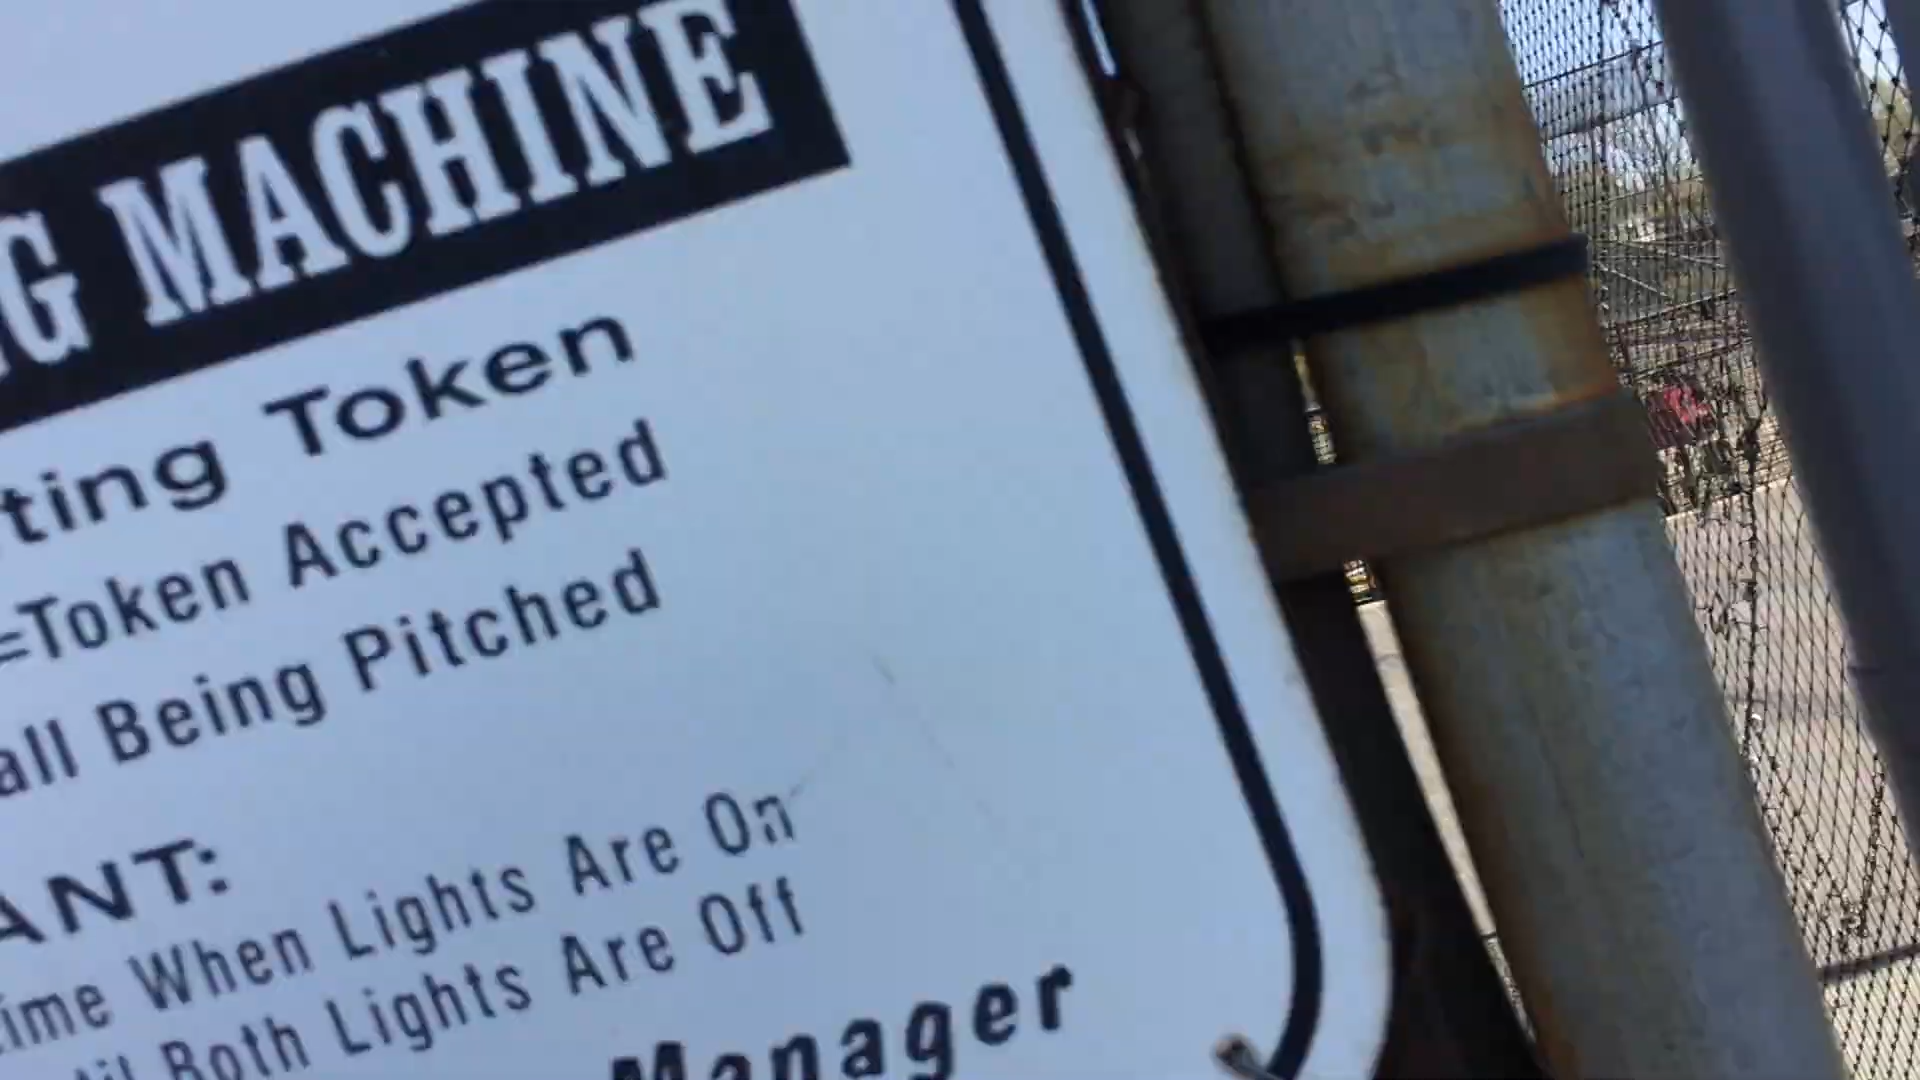 G MACHINE
ting Token
=Token Accepted
all Being Pitched
ANT:
ime When Lights Are On
til Both Lights Are Off
Manager